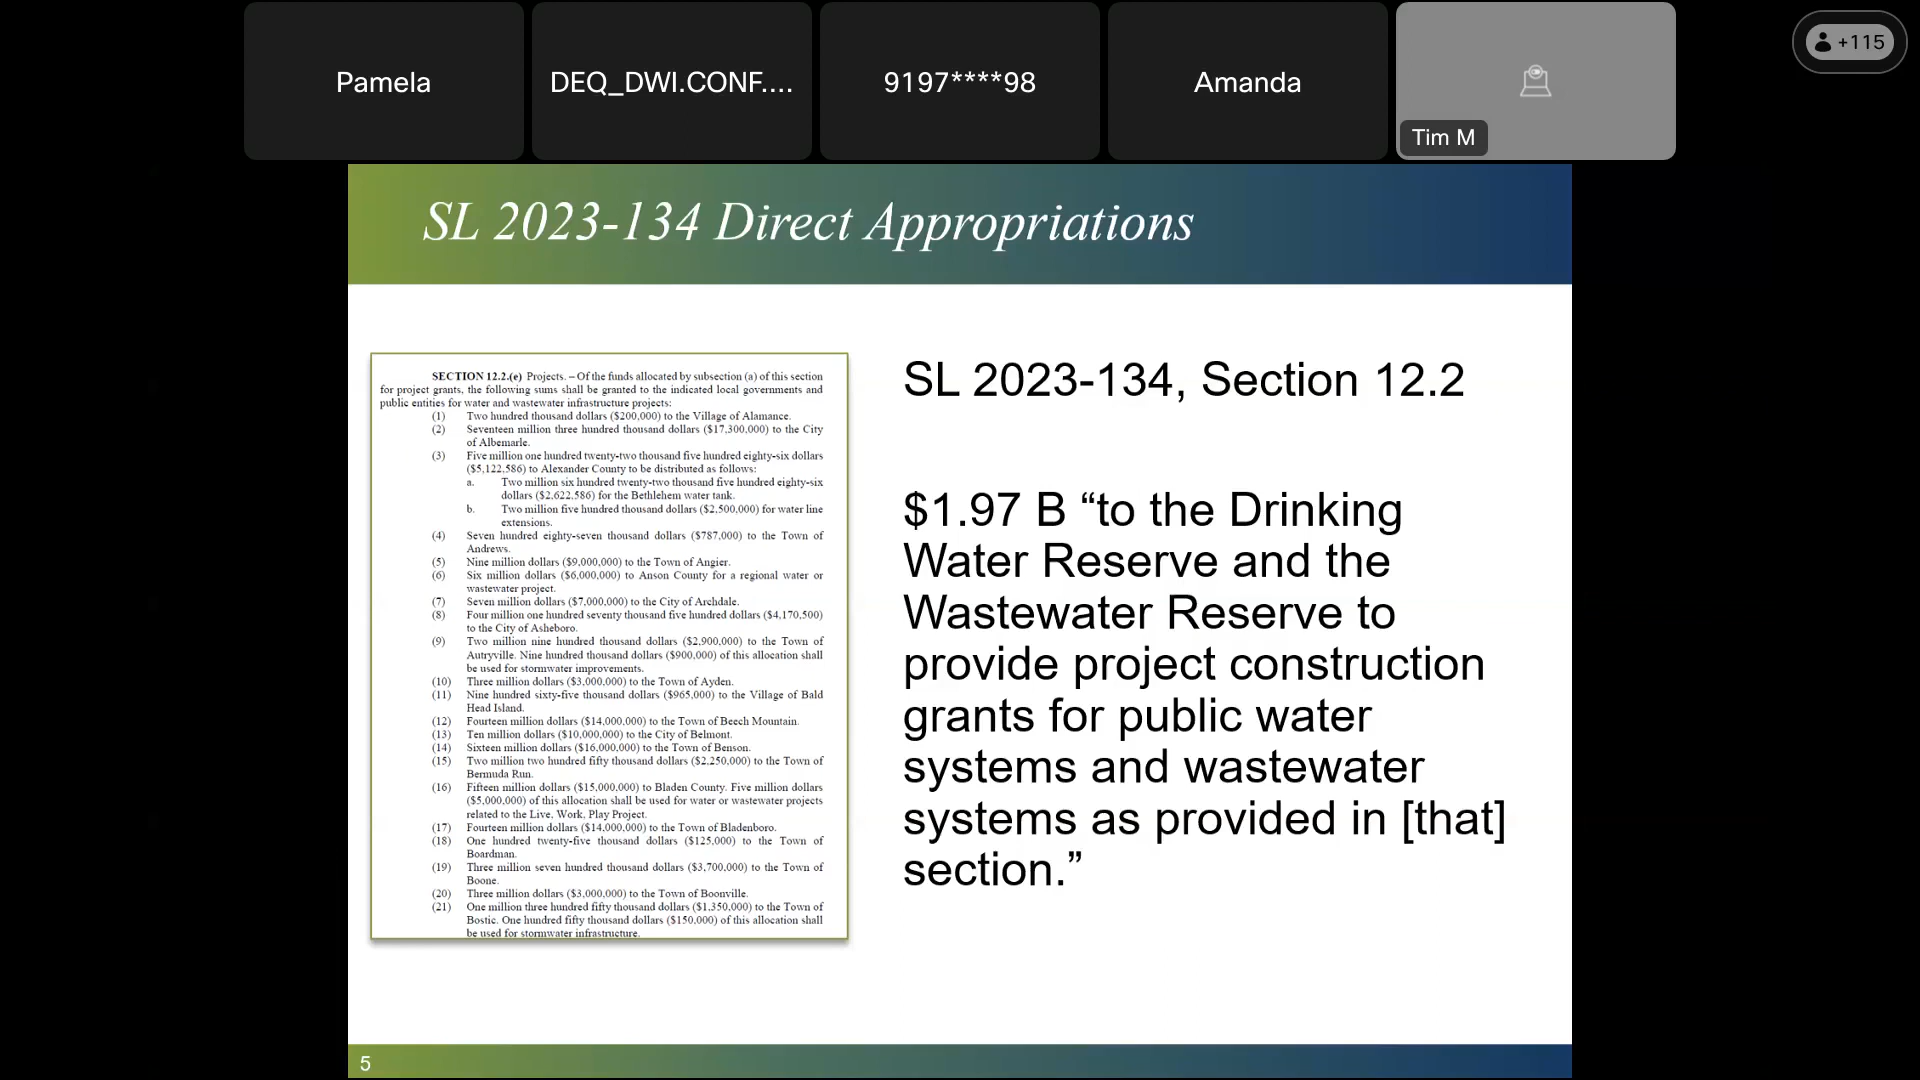 Pamela
DEQ_DWI.CONF....
9197****98
Amanda
Tim M
+115
SL 2023-134 Direct Appropriations
SECTION 12.2.(e) Projects. – Of the funds allocated by subsection (a) of this section
for project grants, the following sums shall be granted to the indicated local governments and
public entities for water and wastewater infrastructure projects:
(1) Two hundred thousand dollars ($200,000) to the Village of Alamance.
(2) Seventeen million three hundred thousand dollars ($17,300,000) to the City
of Albemarle.
(3) Five million one hundred twenty-two thousand five hundred eighty-six dollars
($5,122,586) to Alexander County to be distributed as follows:
a. Two million six hundred twenty-two thousand five hundred eighty-six
dollars ($2,622,586) for the Bethlehem water tank.
b. Two million five hundred thousand dollars ($2,500,000) for water line
extensions.
(4) Seven hundred eighty-seven thousand dollars ($787,000) to the Town of
Andrews.
(5) Nine million dollars ($9,000,000) to the Town of Angier.
(6) Six million dollars ($6,000,000) to Anson County for a regional water or
wastewater project.
(7) Seven million dollars ($7,000,000) to the City of Archdale.
(8) Four million one hundred seventy thousand five hundred dollars ($4,170,500)
to the City of Asheboro.
(9) Two million nine hundred thousand dollars ($2,900,000) to the Town of
Autryville. Nine hundred thousand dollars ($900,000) of this allocation shall
be used for stormwater improvements.
(10) Three million dollars ($3,000,000) to the Town of Ayden.
(11) Nine hundred sixty-five thousand dollars ($965,000) to the Village of Bald
Head Island.
(12) Fourteen million dollars ($14,000,000) to the Town of Beech Mountain.
(13) Ten million dollars ($10,000,000) to the City of Belmont.
(14) Sixteen million dollars ($16,000,000) to the Town of Benson.
(15) Two million two hundred fifty thousand dollars ($2,250,000) to the Town of
Bermuda Run.
(16) Fifteen million dollars ($15,000,000) to Bladen County. Five million dollars
($5,000,000) of this allocation shall be used for water or wastewater projects
related to the Live, Work, Play Project.
(17) Fourteen million dollars ($14,000,000) to the Town of Bladenboro.
(18) One hundred twenty-five thousand dollars ($125,000) to the Town of
Boardman.
(19) Three million seven hundred thousand dollars ($3,700,000) to the Town of
Boone.
(20) Three million dollars ($3,000,000) to the Town of Boonville.
(21) One million three hundred fifty thousand dollars ($1,350,000) to the Town of
Bostic. One hundred fifty thousand dollars ($150,000) of this allocation shall
be used for stormwater infrastructure.
SL 2023-134, Section 12.2
$1.97 B “to the Drinking
Water Reserve and the
Wastewater Reserve to
provide project construction
grants for public water
systems and wastewater
systems as provided in [that]
section.”
5